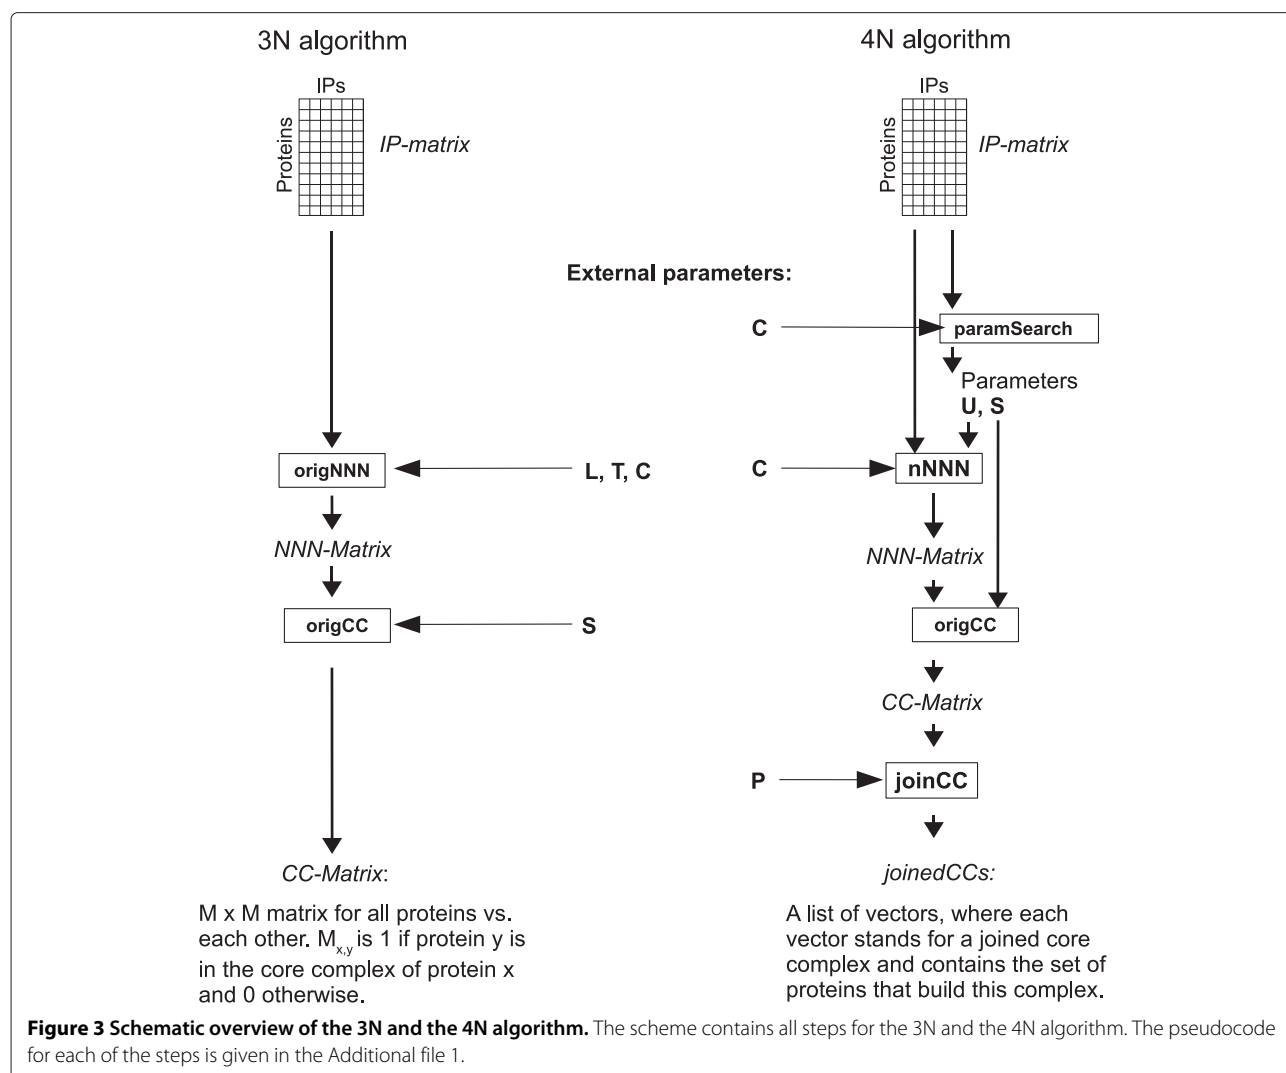 3N algorithm
IPs
Proteins
IP-matrix
origNNN
L, T, C
NNN-Matrix
origCC
S
CC-Matrix:
M x M matrix for all proteins vs.
each other. Mx,y is 1 if protein y is
in the core complex of protein x
and 0 otherwise.
4N algorithm
IPs
Proteins
IP-matrix
External parameters:
C
paramSearch
Parameters
U, S
C
nNNN
NNN-Matrix
origCC
CC-Matrix
P
joinCC
joinedCCs:
A list of vectors, where each
vector stands for a joined core
complex and contains the set of
proteins that build this complex.
Figure 3 Schematic overview of the 3N and the 4N algorithm. The scheme contains all steps for the 3N and the 4N algorithm. The pseudocode
for each of the steps is given in the Additional file 1.